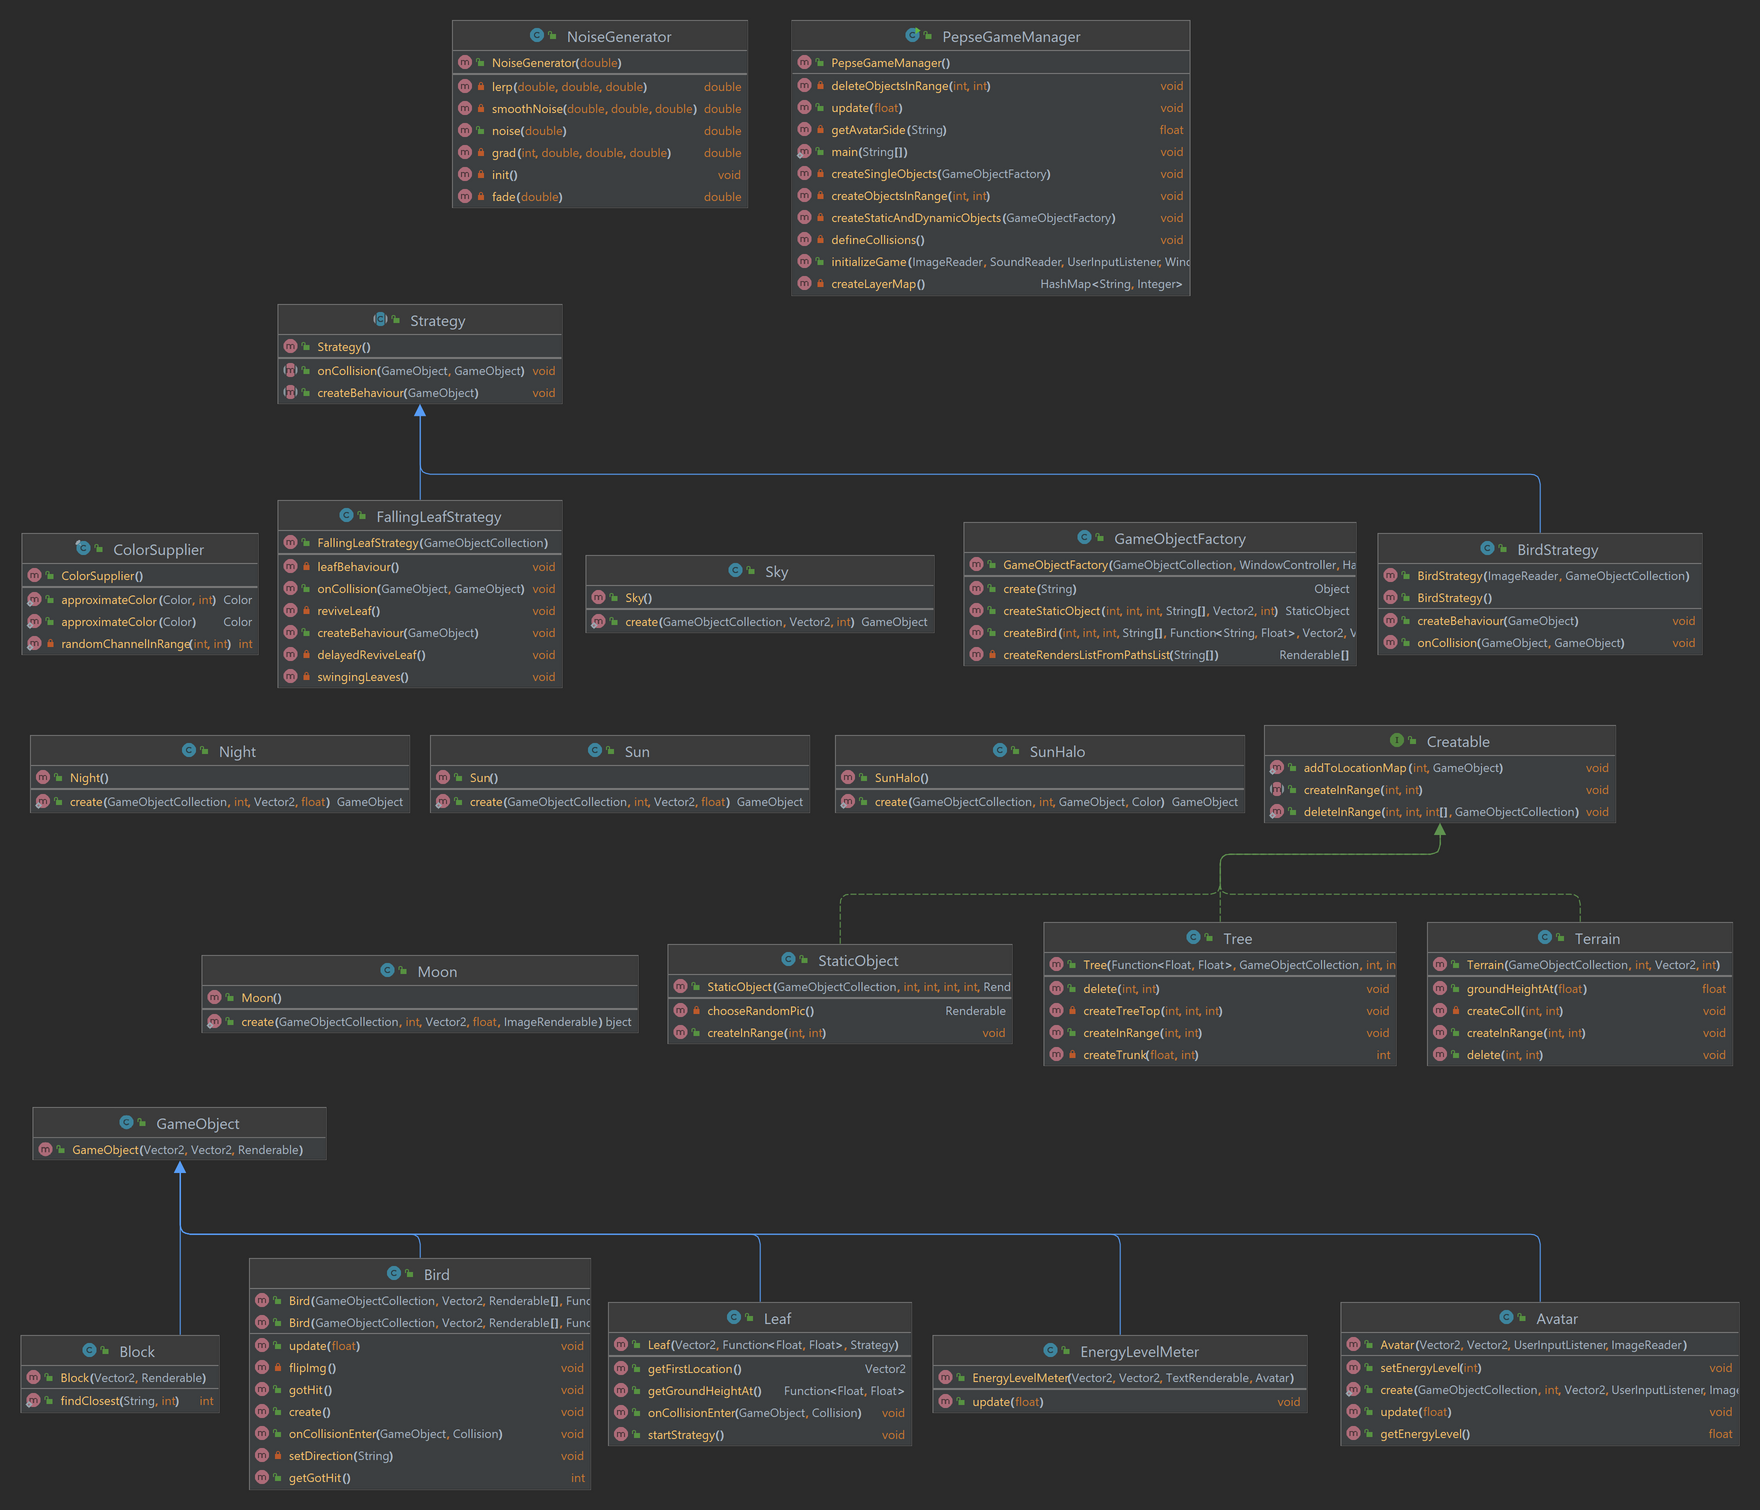 NoiseGenerator
NoiseGenerator(double)
lerp(double, double, double) double
smoothNoise(double, double, double) double
noise(double) double
grad(int, double, double, double) double
init() void
fade(double) double
PepseGameManager
PepseGameManager()
deleteObjectsInRange(int, int) void
update(float) void
getAvatarSide(String) float
main(String[]) void
createSingleObjects(GameObjectFactory) void
createObjectsInRange(int, int) void
createStaticAndDynamicObjects(GameObjectFactory) void
defineCollisions() void
initializeGame(ImageReader, SoundReader, UserInputListener, Winc
createLayerMap() HashMap<String, Integer>
Strategy
Strategy()
onCollision(GameObject, GameObject) void
createBehaviour(GameObject) void
ColorSupplier
ColorSupplier()
approximateColor(Color, int) Color
approximateColor(Color) Color
randomChannelInRange(int, int) int
FallingLeafStrategy
FallingLeafStrategy(GameObjectCollection)
leafBehaviour() void
onCollision(GameObject, GameObject) void
reviveLeaf() void
createBehaviour(GameObject) void
delayedReviveLeaf() void
swingingLeaves() void
Sky
Sky()
create(GameObjectCollection, Vector2, int) GameObject
GameObjectFactory
GameObjectFactory(GameObjectCollection, WindowController, Ha
create(String) Object
createStaticObject(int, int, int, String[], Vector2, int) StaticObject
createBird(int, int, int, String[], Function<String, Float>, Vector2, V
createRendersListFromPathsList(String[]) Renderable[]
BirdStrategy
BirdStrategy(ImageReader, GameObjectCollection)
BirdStrategy()
createBehaviour(GameObject) void
onCollision(GameObject, GameObject) void
Night
Night()
create(GameObjectCollection, int, Vector2, float) GameObject
Sun
Sun()
create(GameObjectCollection, int, Vector2, float) GameObject
SunHalo
SunHalo()
create(GameObjectCollection, int, GameObject, Color) GameObject
Creatable
addToLocationMap(int, GameObject) void
createInRange(int, int) void
deleteInRange(int, int, int[], GameObjectCollection) void
Moon
Moon()
create(GameObjectCollection, int, Vector2, float, ImageRenderable) bject
StaticObject
StaticObject(GameObjectCollection, int, int, int, int, Rend
chooseRandomPic() Renderable
createInRange(int, int) void
Tree
Tree(Function<Float, Float>, GameObjectCollection, int, in
delete(int, int) void
createTreeTop(int, int, int) void
createInRange(int, int) void
createTrunk(float, int) int
Terrain
Terrain(GameObjectCollection, int, Vector2, int)
groundHeightAt(float) float
createColl(int, int) void
createInRange(int, int) void
delete(int, int) void
GameObject
GameObject(Vector2, Vector2, Renderable)
Block
Block(Vector2, Renderable)
findClosest(String, int) int
Bird
Bird(GameObjectCollection, Vector2, Renderable[], Func
Bird(GameObjectCollection, Vector2, Renderable[], Func
update(float) void
flipImg() void
gotHit() void
create() void
onCollisionEnter(GameObject, Collision) void
setDirection(String) void
getGotHit() int
Leaf
Leaf(Vector2, Function<Float, Float>, Strategy)
getFirstLocation() Vector2
getGroundHeightAt() Function<Float, Float>
onCollisionEnter(GameObject, Collision) void
startStrategy() void
EnergyLevelMeter
EnergyLevelMeter(Vector2, Vector2, TextRenderable, Avatar)
update(float) void
Avatar
Avatar(Vector2, Vector2, UserInputListener, ImageReader)
setEnergyLevel(int) void
create(GameObjectCollection, int, Vector2, UserInputListener, Image
update(float) void
getEnergyLevel() float